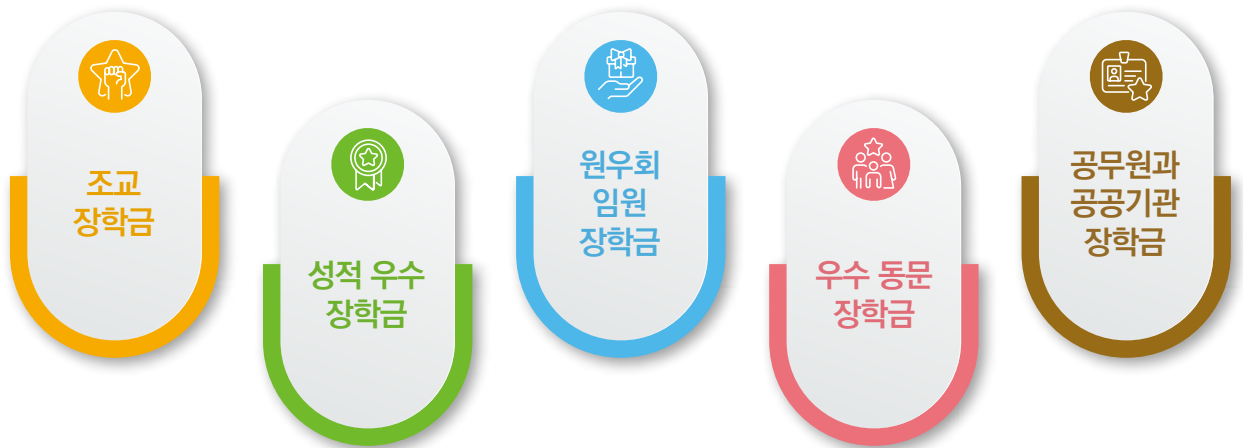 조교
장학금
성적 우수
장학금
원우회
임원
장학금
우수 동문
장학금
공무원과
공공기관
장학금